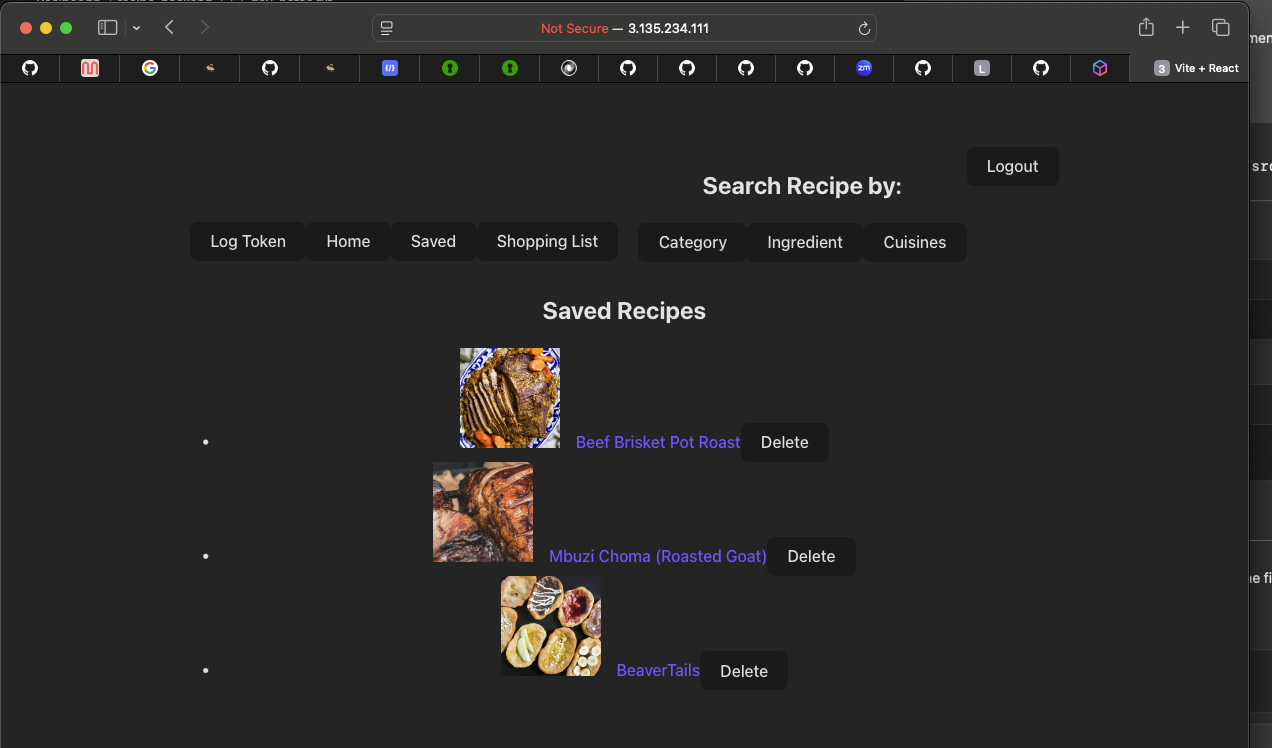 Not Secure — 3.135.234.111
3 Vite + React
L
zm
Logout
Search Recipe by:
Log Token Home Saved Shopping List Category Ingredient Cuisines
Saved Recipes
Beef Brisket Pot Roast Delete
Mbuzi Choma (Roasted Goat) Delete
BeaverTails Delete